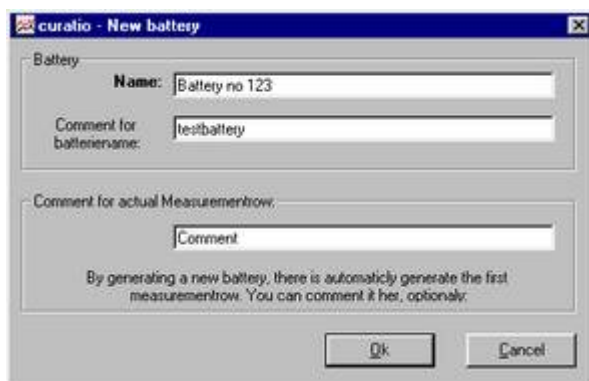 curatio - New battery
Battery
Name: Battery no 123
Comment for
batteriename:
testbattery
Comment for actual Measurementrow:
Comment
By generating a new battery, there is automaticly generate the first
measurementrow. You can comment it her, optionaly:
Ok Cancel